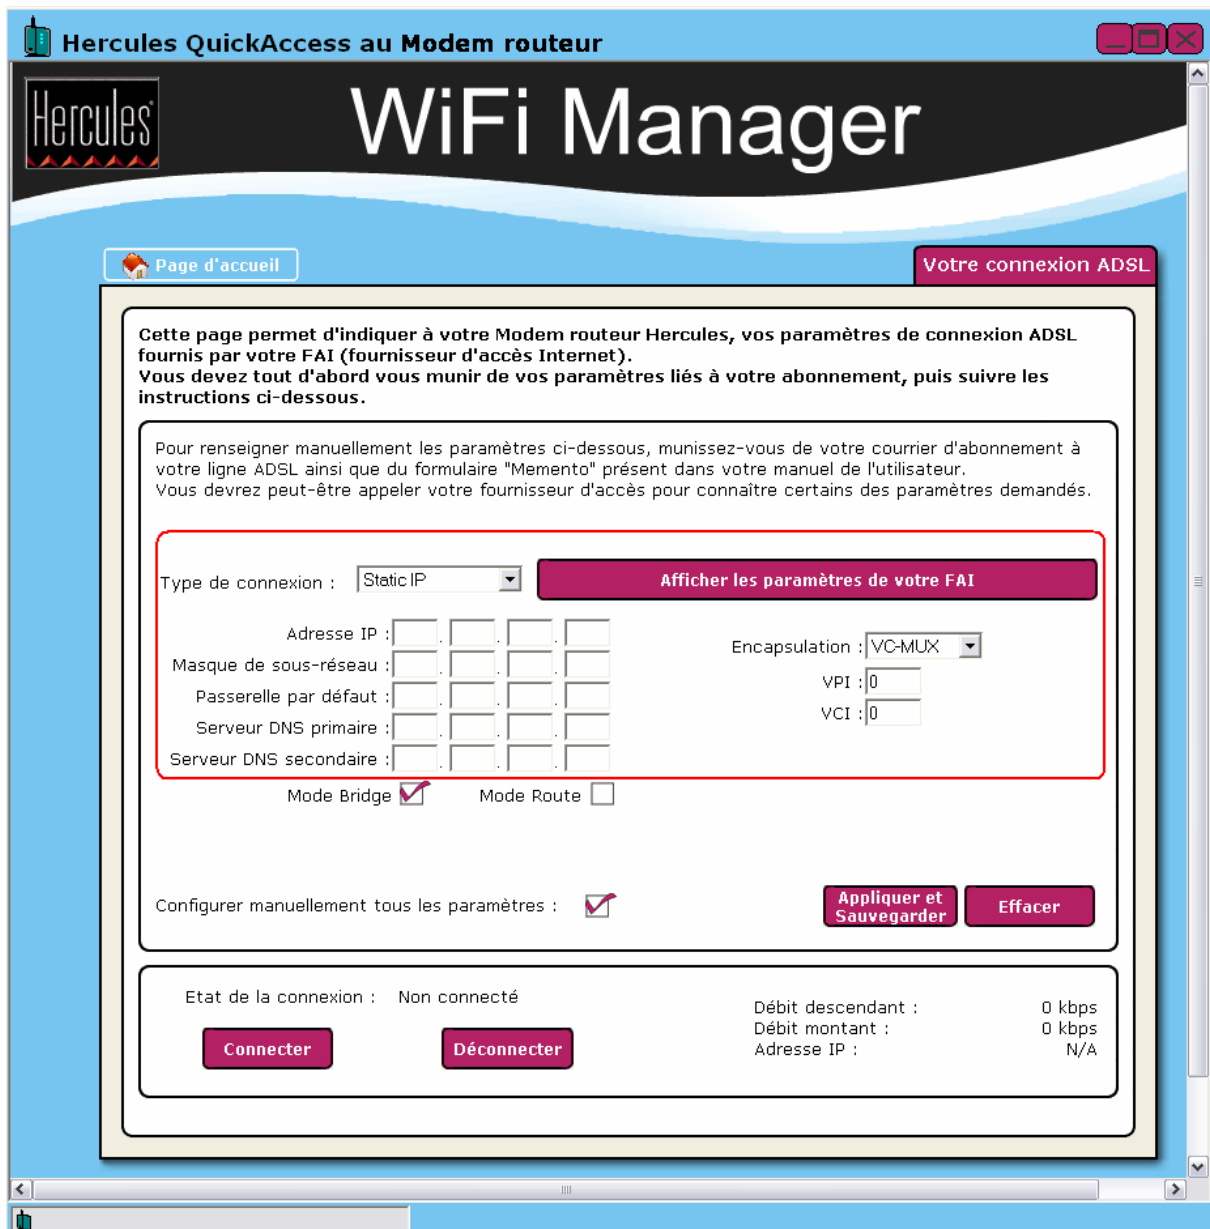 Hercules QuickAccess au Modem routeur
Hercules
WiFi Manager
Page d'accueil
Votre connexion ADSL
Cette page permet d'indiquer à votre Modem routeur Hercules, vos paramètres de connexion ADSL
fournis par votre FAI (fournisseur d'accès Internet).
Vous devez tout d'abord vous munir de vos paramètres liés à votre abonnement, puis suivre les
instructions ci-dessous.
Pour renseigner manuellement les paramètres ci-dessous, munissez-vous de votre courrier d'abonnement à
votre ligne ADSL ainsi que du formulaire "Memento" présent dans votre manuel de l'utilisateur.
Vous devrez peut-être appeler votre fournisseur d'accès pour connaître certains des paramètres demandés.
Type de connexion : Static IP
Afficher les paramètres de votre FAI
Adresse IP : . . .
Masque de sous-réseau : . . .
Passerelle par défaut : . . .
Serveur DNS primaire : . . .
Serveur DNS secondaire : . . .
Encapsulation : VC-MUX
VPI : 0
VCI : 0
Mode Bridge
Mode Route
Configurer manuellement tous les paramètres :
Appliquer et
Sauvegarder
Effacer
Etat de la connexion : Non connecté
Connecter
Déconnecter
Débit descendant : 0 kbps
Débit montant : 0 kbps
Adresse IP : N/A